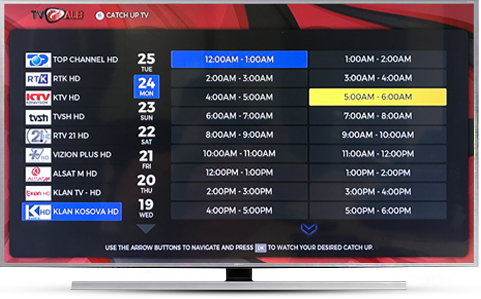 TV ALB CATCH UP TV
TOP CHANNEL HD
RTK HD
KTV HD
TVSH HD
RTV 21 HD
VIZION PLUS HD
ALSAT M HD
KLAN TV - HD
KLAN KOSOVA HD
25
TUE
24
MON
23
SUN
22
SAT
21
FRI
20
THU
19
WED
12:00AM - 1:00AM 1:00AM - 2:00AM
2:00AM - 3:00AM 3:00AM - 4:00AM
4:00AM - 5:00AM 5:00AM - 6:00AM
6:00AM - 7:00AM 7:00AM - 8:00AM
8:00AM - 9:00AM 9:00AM - 10:00AM
10:00AM - 11:00AM 11:00AM - 12:00PM
12:00PM - 1:00PM 1:00PM - 2:00PM
2:00PM - 3:00PM 3:00PM - 4:00PM
4:00PM - 5:00PM 5:00PM - 6:00PM
USE THE ARROW BUTTONS TO NAVIGATE AND PRESS OK TO WATCH YOUR DESIRED CATCH UP.